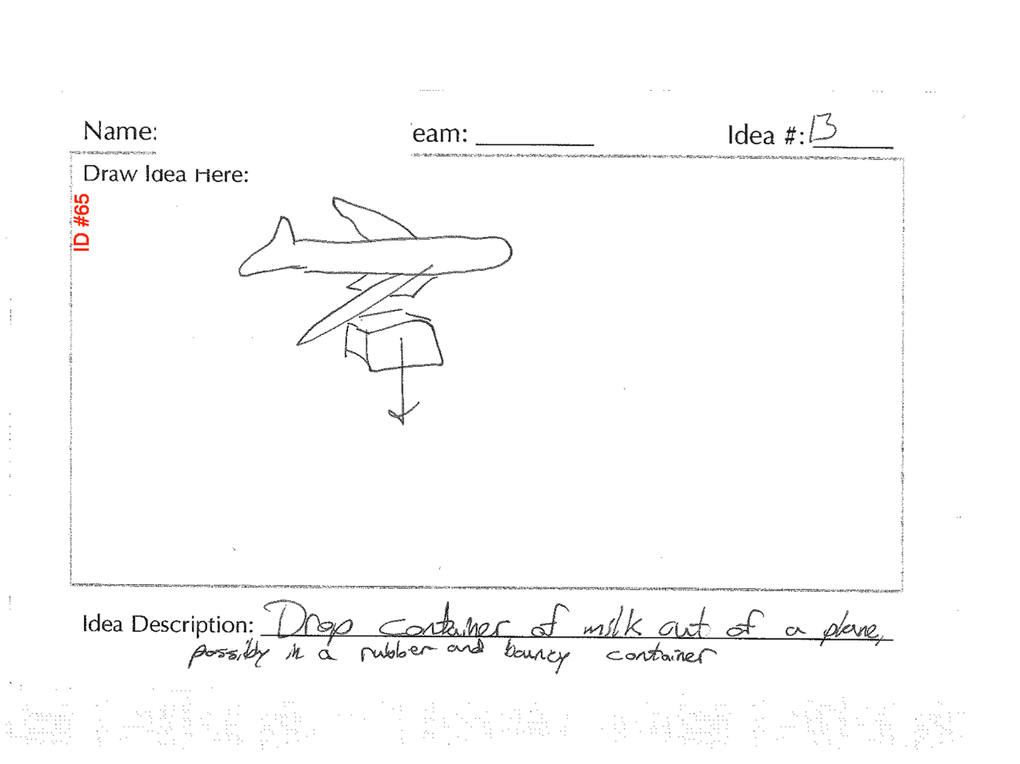 Name:
eam:
Idea #: 13
Draw Idea Here:
ID #65
Idea Description: Drop container of milk out of a plane,
possibly in a rubber and bouncy container